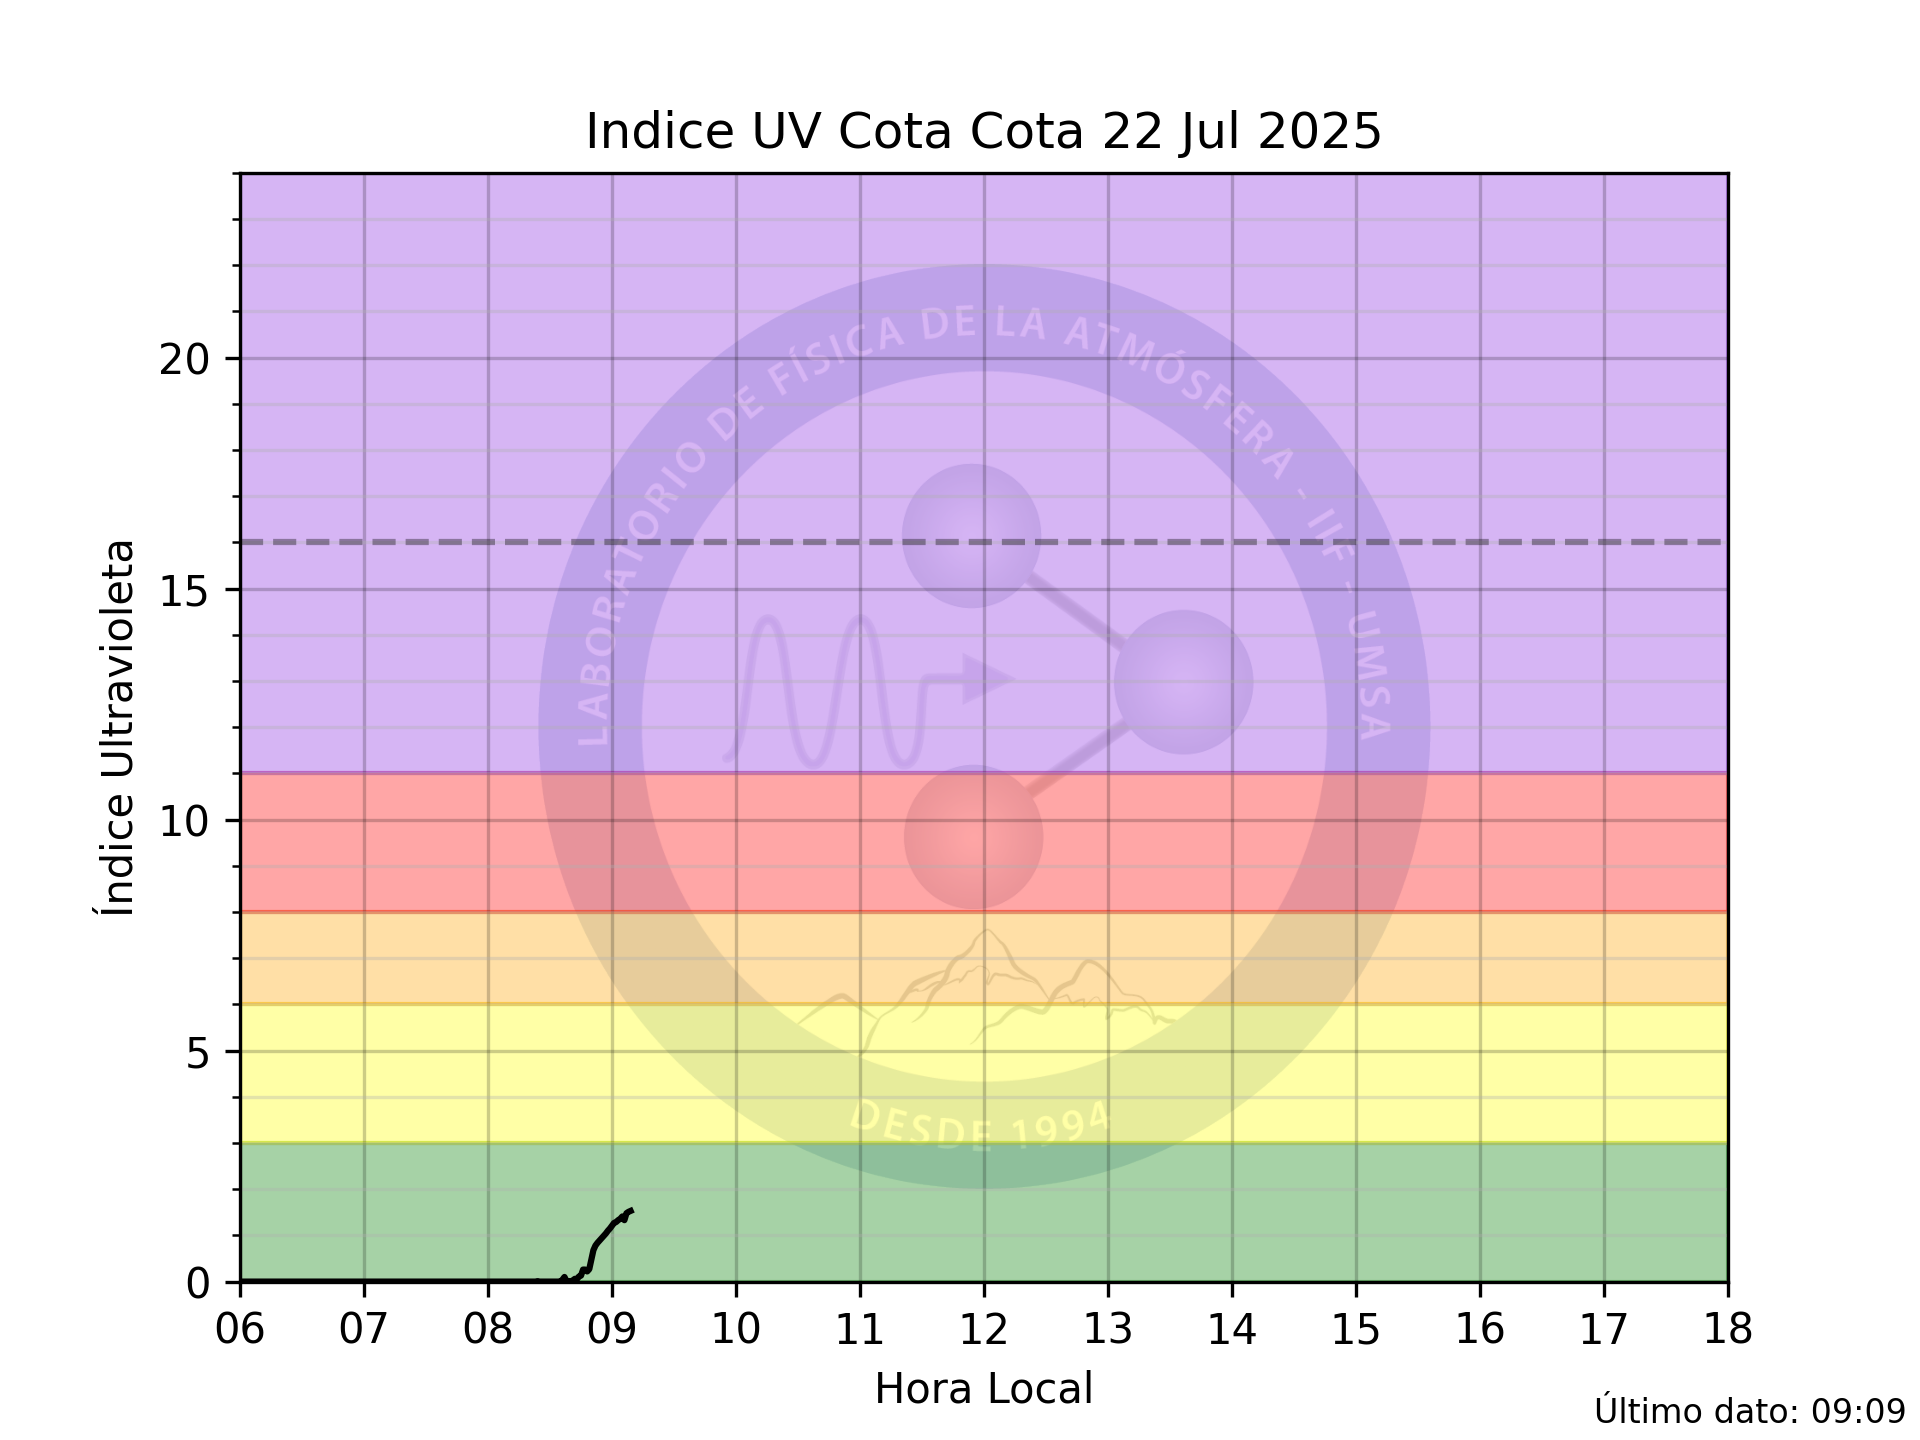 Indice UV Cota Cota 22 Jul 2025
Índice Ultravioleta
20
15
10
5
0
LABORATORIO DE FÍSICA DE LA ATMÓSFERA - IIF - UMSA
DESDE 1994
06 07 08 09 10 11 12 13 14 15 16 17 18
Hora Local
Último dato: 09:09